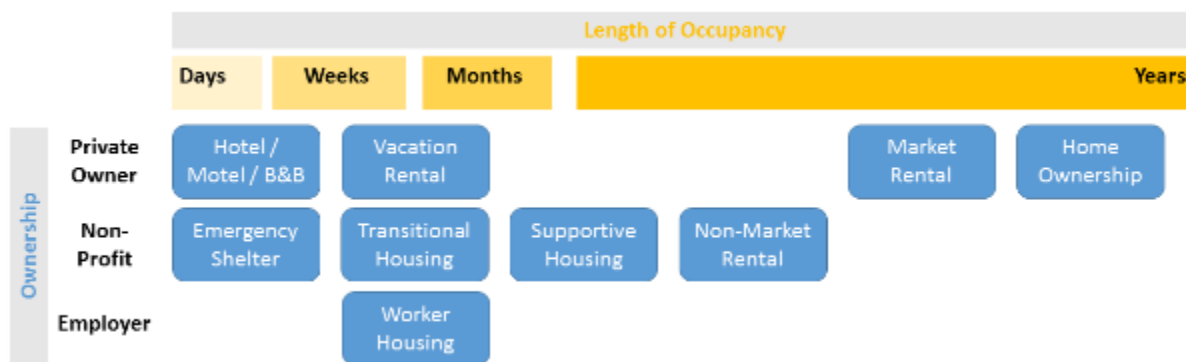 Length of Occupancy
Days Weeks Months Years
Ownership
Private
Owner
Hotel /
Motel / B&B
Vacation
Rental
Market
Rental
Home
Ownership
Non-
Profit
Emergency
Shelter
Transitional
Housing
Supportive
Housing
Non-Market
Rental
Employer
Worker
Housing